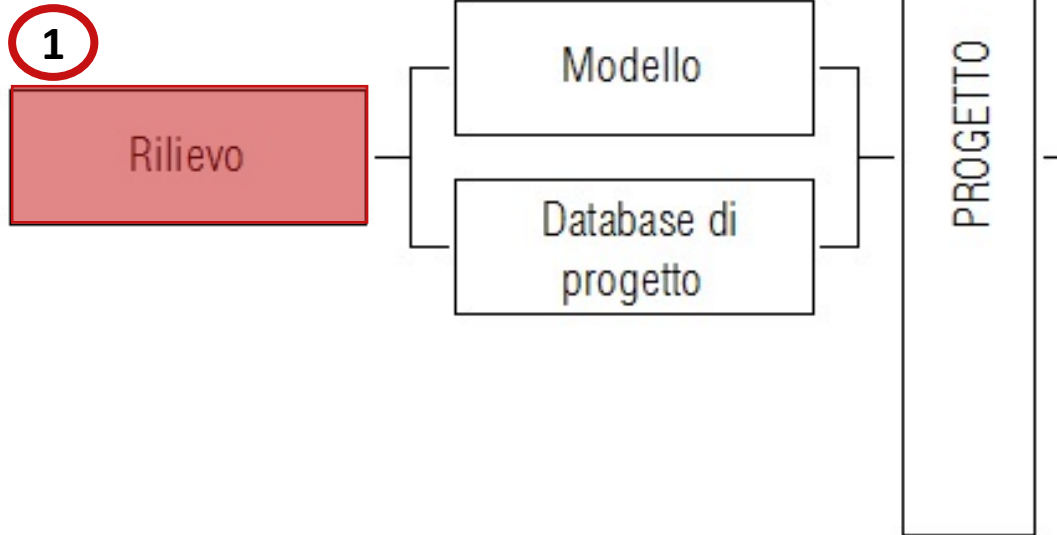 1
Rilievo
Modello
Database di
progetto
PROGETTO